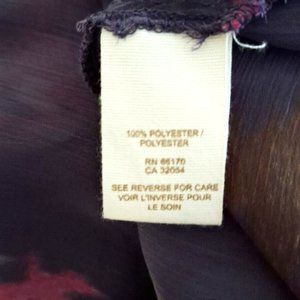 100% POLYESTER /
POLYESTER
RN 66170
CA 32054
SEE REVERSE FOR CARE
VOIR L'INVERSE POUR
LE SOIN